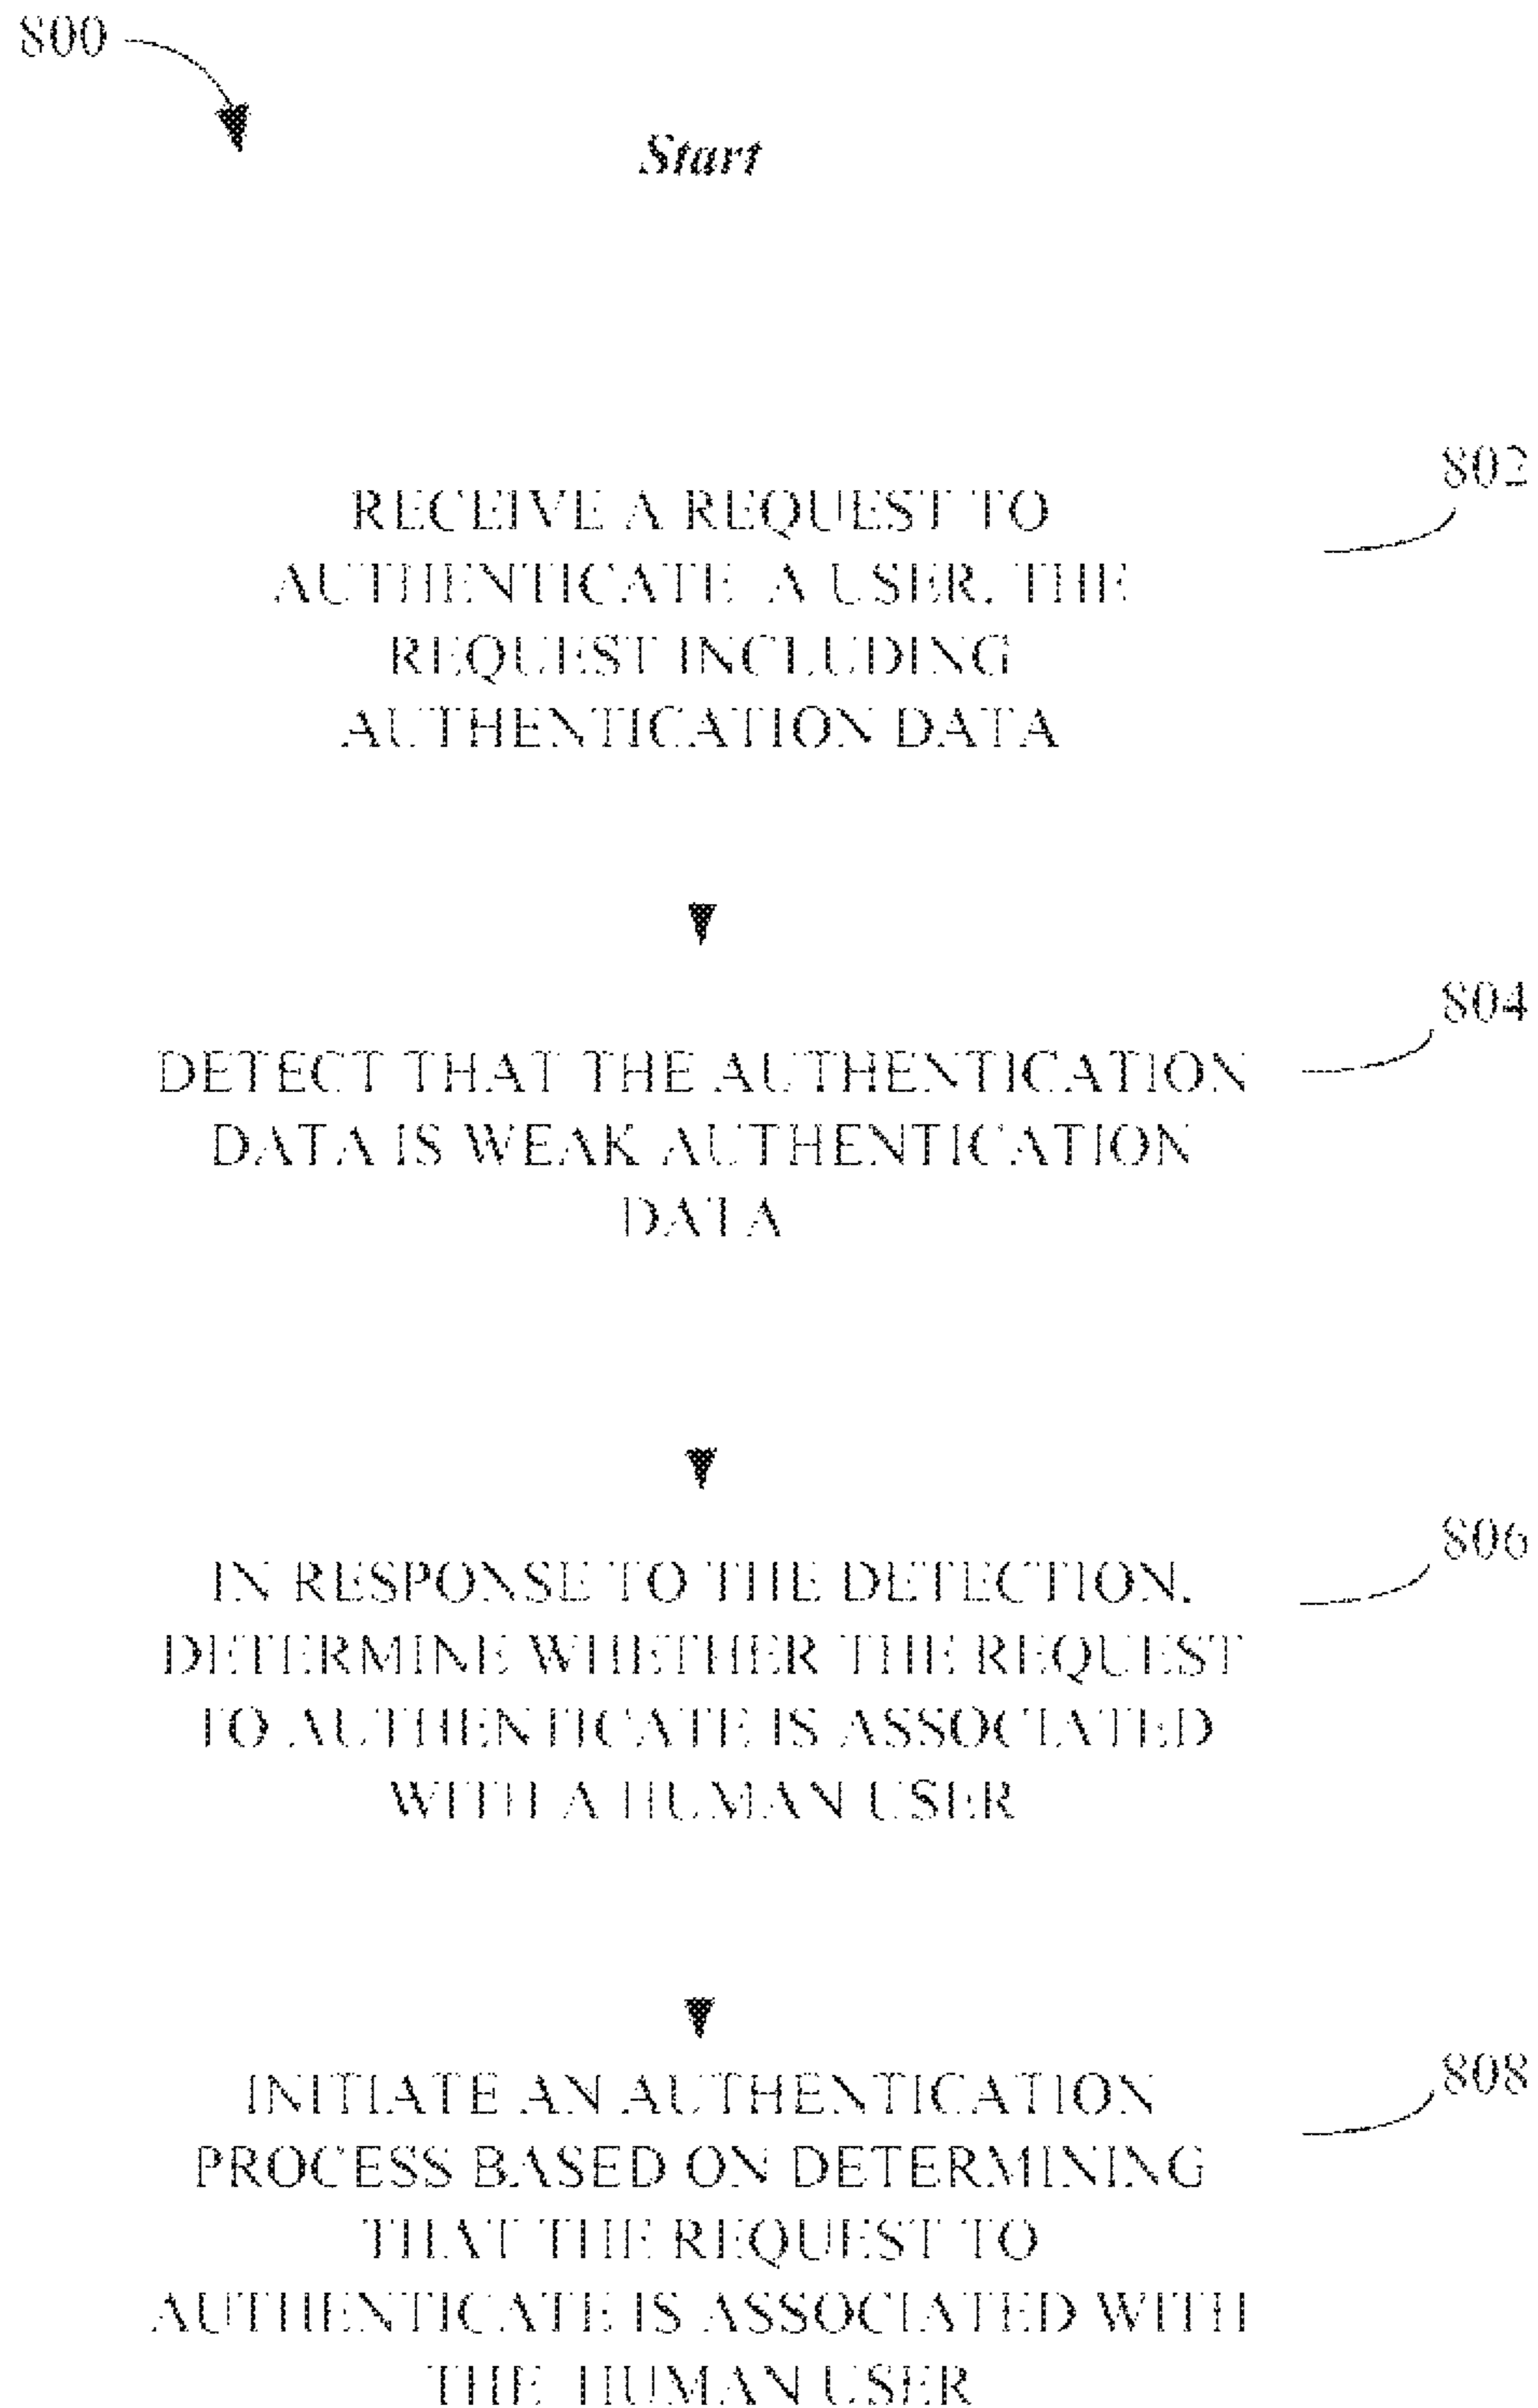 800
Start
802
RECEIVE A REQUEST TO
AUTHENTICATE A USER, THE
REQUEST INCLUDING
AUTHENTICATION DATA
804
DETECT THAT THE AUTHENTICATION
DATA IS WEAK AUTHENTICATION
DATA
806
IN RESPONSE TO THE DETECTION,
DETERMINE WHETHER THE REQUEST
TO AUTHENTICATE IS ASSOCIATED
WITH A HUMAN USER
808
INITIATE AN AUTHENTICATION
PROCESS BASED ON DETERMINING
THAT THE REQUEST TO
AUTHENTICATE IS ASSOCIATED WITH
THE HUMAN USER